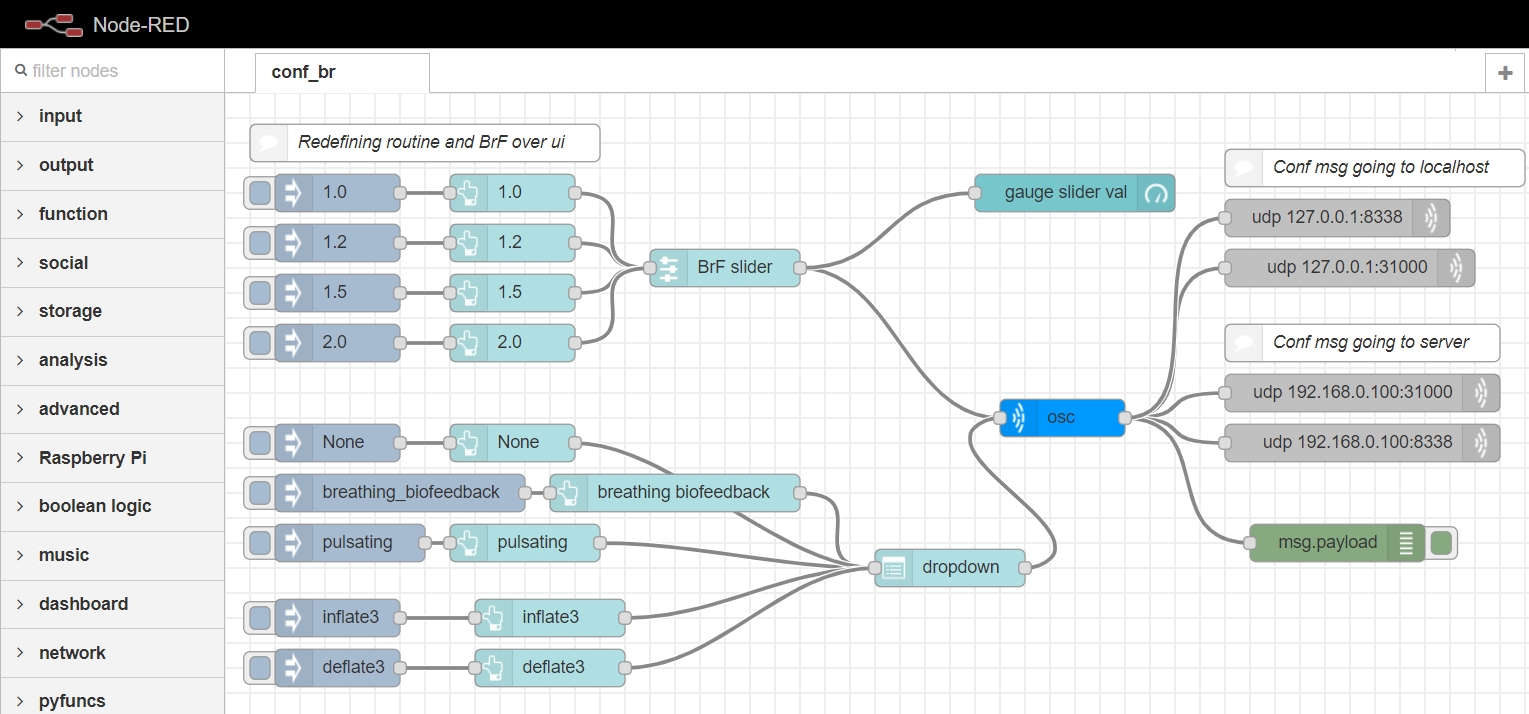 Node-RED
filter nodes
conf_br
input
output
function
social
storage
analysis
advanced
Raspberry Pi
boolean logic
music
dashboard
network
pyfuncs
Redefining routine and BrF over ui
1.0
1.0
1.2
1.2
1.5
1.5
2.0
2.0
BrF slider
gauge slider val
None
None
breathing_biofeedback
breathing biofeedback
pulsating
pulsating
inflate3
inflate3
deflate3
deflate3
dropdown
osc
Conf msg going to localhost
udp 127.0.0.1:8338
udp 127.0.0.1:31000
Conf msg going to server
udp 192.168.0.100:31000
udp 192.168.0.100:8338
msg.payload